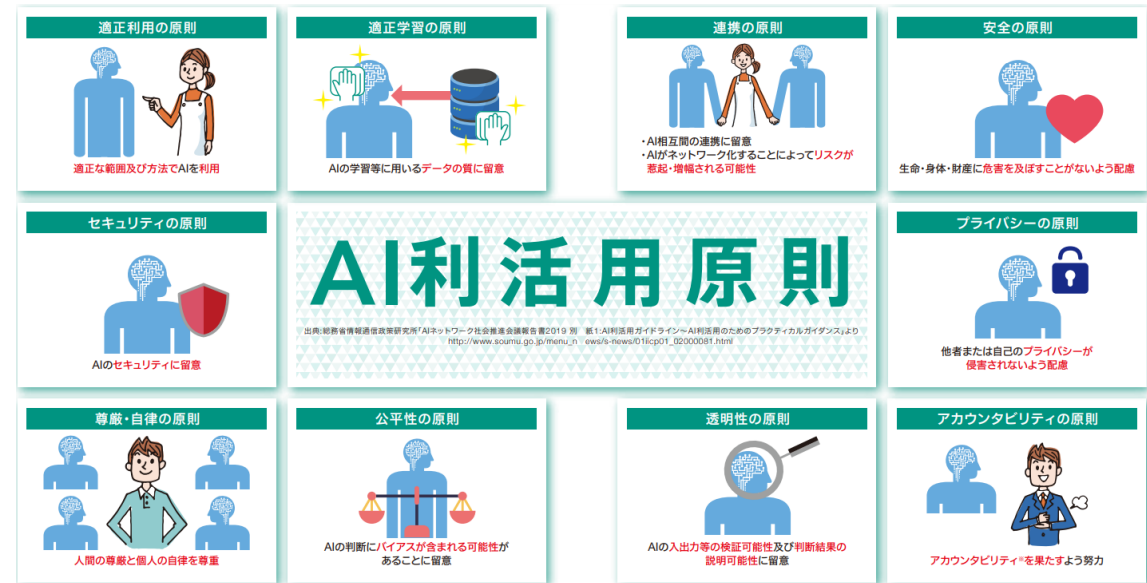 適正利用の原則
適正な範囲及び方法でAIを利用
適正学習の原則
AIの学習等に用いるデータの質に留意
連携の原則
・AI相互間の連携に留意
・AIがネットワーク化することによってリスクが
惹起・増幅される可能性
安全の原則
生命・身体・財産に危害を及ぼすことがないよう配慮
セキュリティの原則
AIのセキュリティに留意
AI利活用原則
出典:総務省情報通信政策研究所「AIネットワーク社会推進会議報告書2019 別 紙1:AI利活用ガイドライン～AI利活用のためのプラクティカルガイダンス」より
http://www.soumu.go.jp/menu_n ews/s-news/01iicp01_02000081.html
プライバシーの原則
他者または自己のプライバシーが
侵害されないよう配慮
尊厳・自律の原則
人間の尊厳と個人の自律を尊重
公平性の原則
AIの判断にバイアスが含まれる可能性が
あることに留意
透明性の原則
AIの入出力等の検証可能性及び判断結果の
説明可能性に留意
アカウンタビリティの原則
アカウンタビリティ※を果たすよう努力